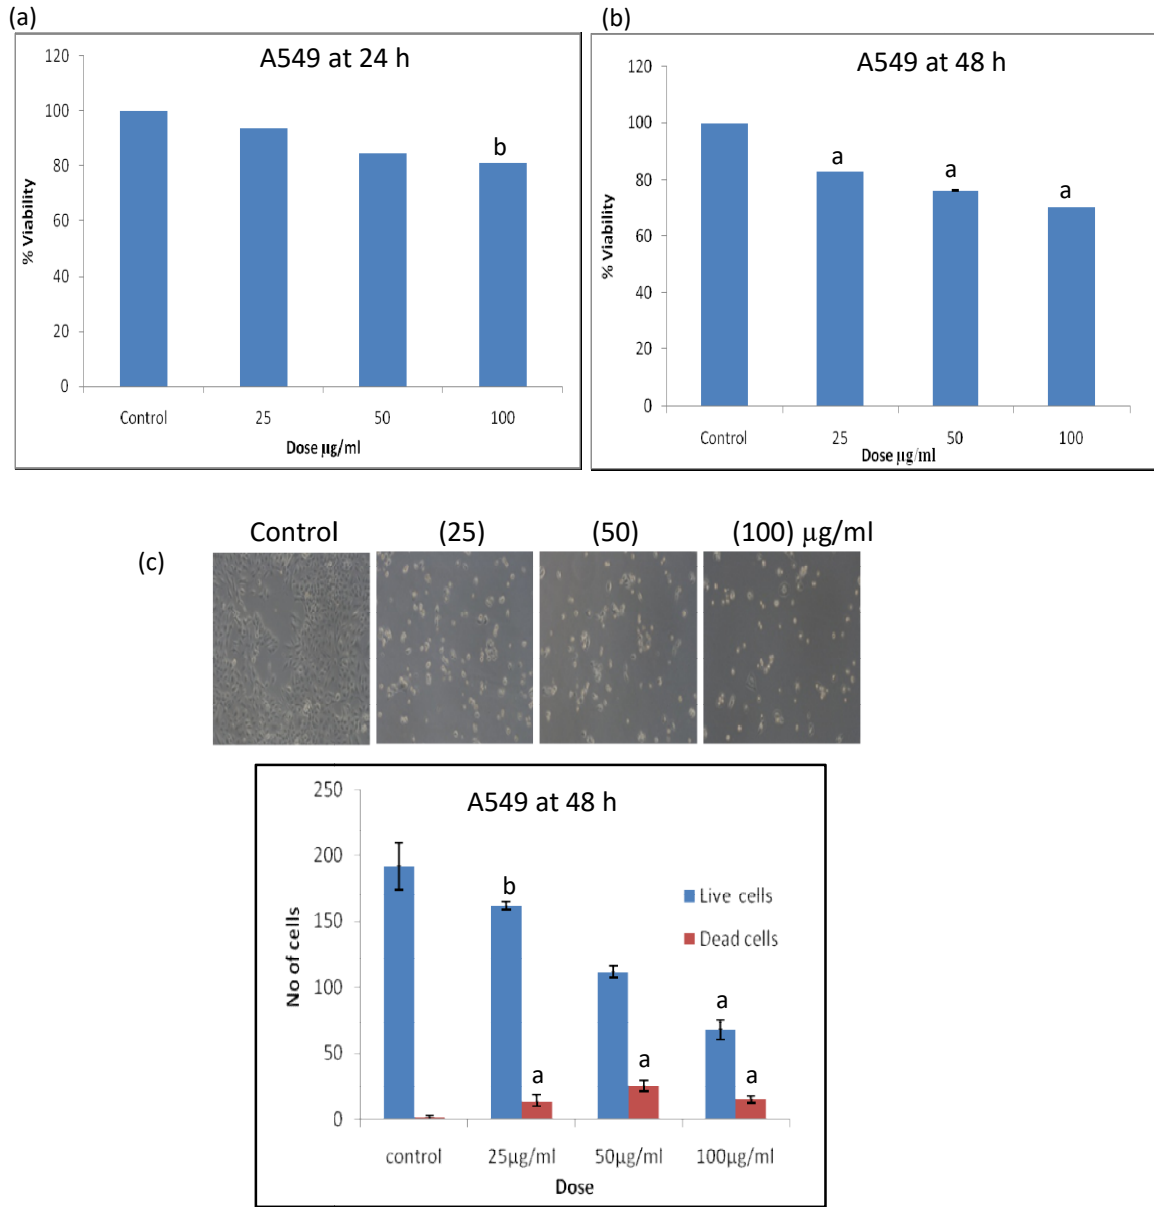 (a)
A549 at 24 h
120
100
80
60
40
20
0
% Viability
b
Control 25 50 100
Dose µg/ml
(b)
A549 at 48 h
120
100
80
60
40
20
0
% Viability
a a a
Control 25 50 100
Dose µg/ml
(c)
Control (25) (50) (100) µg/ml
A549 at 48 h
250
200
150
100
50
0
No of cells
b
a
a
a
a
Live cells
Dead cells
control 25µg/ml 50µg/ml 100µg/ml
Dose